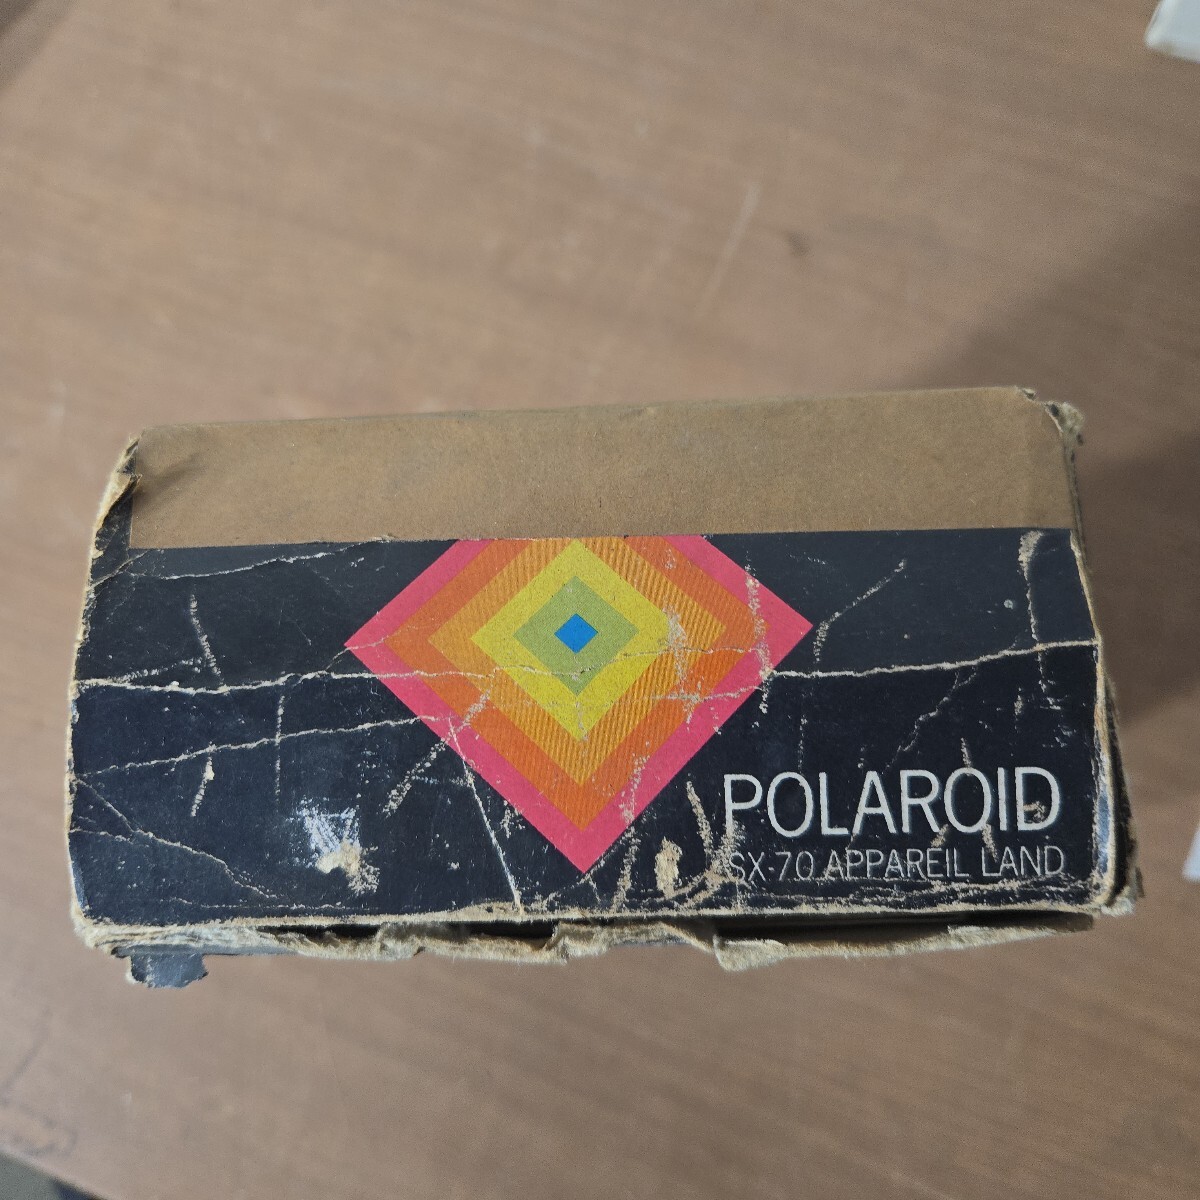 POLAROID
SX-70 APPAREIL LAND